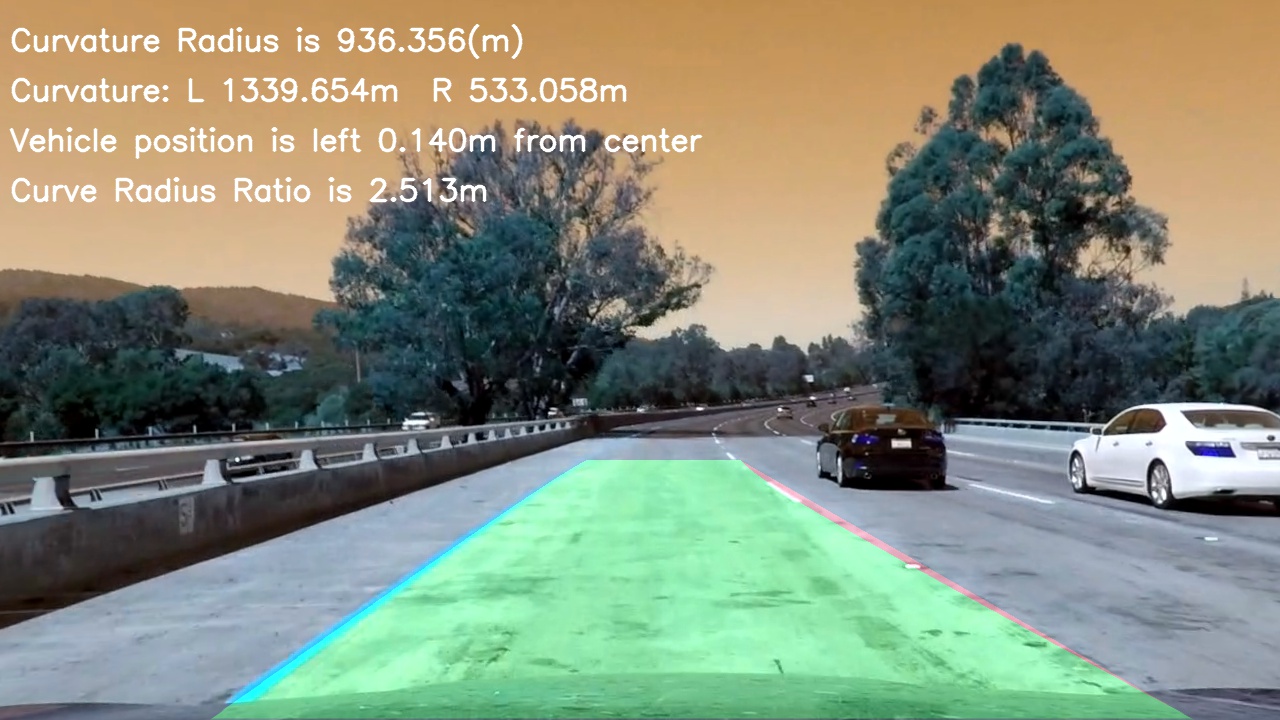 Curvature Radius is 936.356(m)
Curvature: L 1339.654m R 533.058m
Vehicle position is left 0.140m from center
Curve Radius Ratio is 2.513m